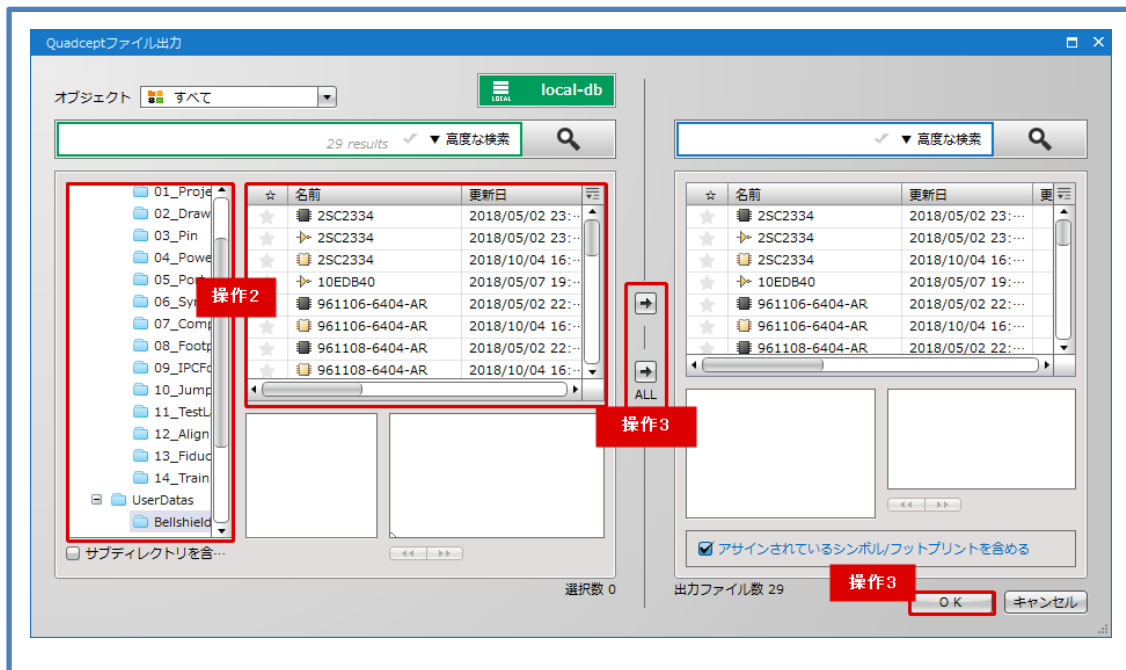 Quadceptファイル出力
オブジェクト すべて
LOCAL local-db
29 results ▼ 高度な検索
▼ 高度な検索
01_Proje
02_Draw
03_Pin
04_Powe
05_Port
06_Sy
07_Comp
08_Footp
09_IPCFo
10_Jump
11_TestL
12_Align
13_Fiduc
14_Train
UserDatas
Bellshield
操作2
☆ 名前 更新日
2SC2334 2018/05/02 23:…
2SC2334 2018/05/02 23:…
2SC2334 2018/10/04 16:…
10EDB40 2018/05/07 19:…
961106-6404-AR 2018/05/02 22:…
961106-6404-AR 2018/10/04 16:…
961108-6404-AR 2018/05/02 22:…
961108-6404-AR 2018/10/04 16:…
ALL
操作3
☆ 名前 更新日 更
2SC2334 2018/05/02 23:…
2SC2334 2018/05/02 23:…
2SC2334 2018/10/04 16:…
10EDB40 2018/05/07 19:…
961106-6404-AR 2018/05/02 22:…
961106-6404-AR 2018/10/04 16:…
961108-6404-AR 2018/05/02 22:…
サブディレクトリを含…
選択数 0
アサインされているシンボル/フットプリントを含める
出力ファイル数 29
操作3
OK
キャンセル